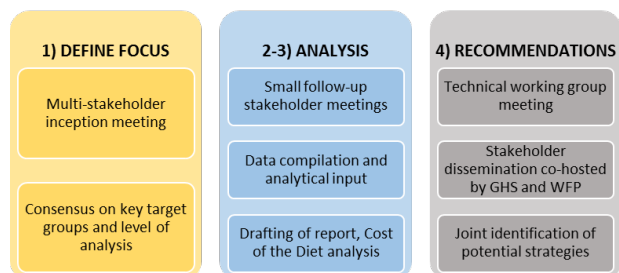 1) DEFINE FOCUS
Multi-stakeholder
inception meeting
Consensus on key target
groups and level of
analysis
2-3) ANALYSIS
Small follow-up
stakeholder meetings
Data compilation and
analytical input
Drafting of report, Cost
of the Diet analysis
4) RECOMMENDATIONS
Technical working group
meeting
Stakeholder
dissemination co-hosted
by GHS and WFP
Joint identification of
potential strategies